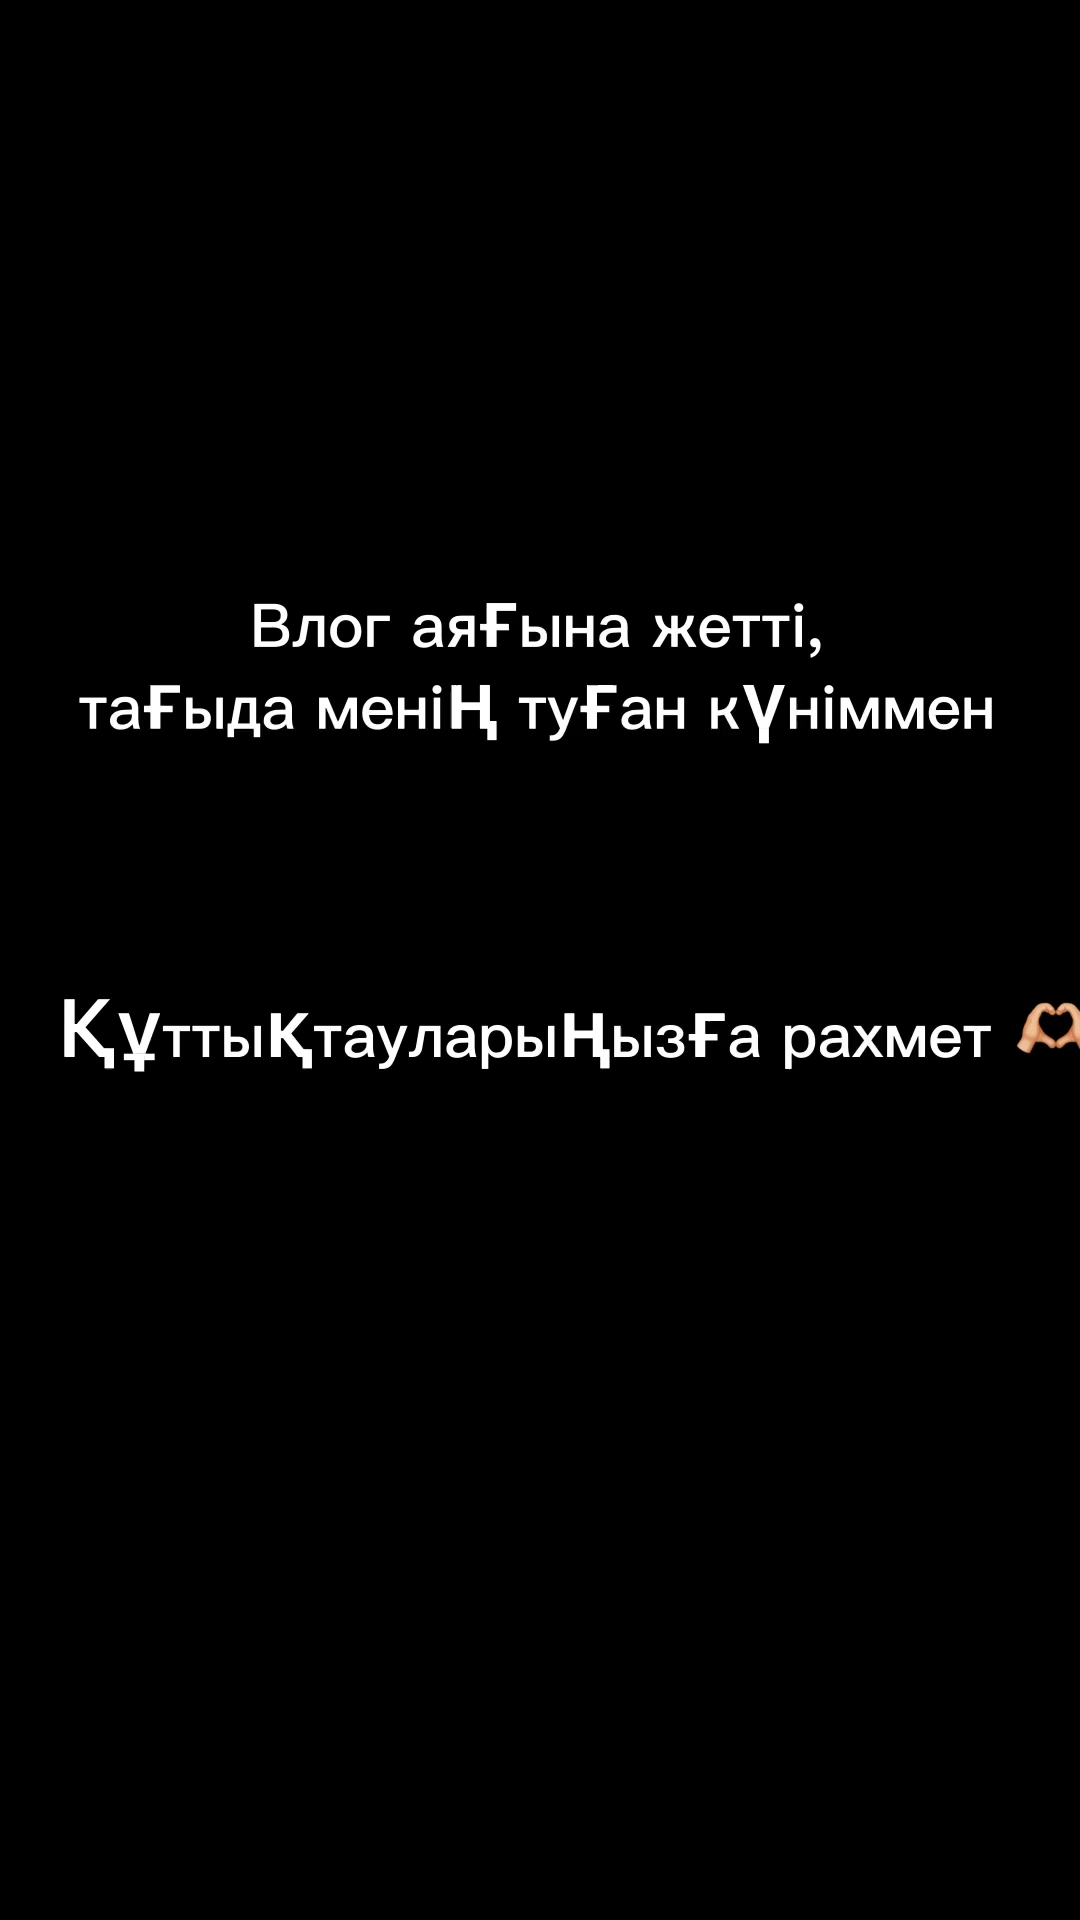 Влог аяғына жетті,
тағыда менің туған күніммен
Құттықтауларыңызға рахмет 🫶🏼